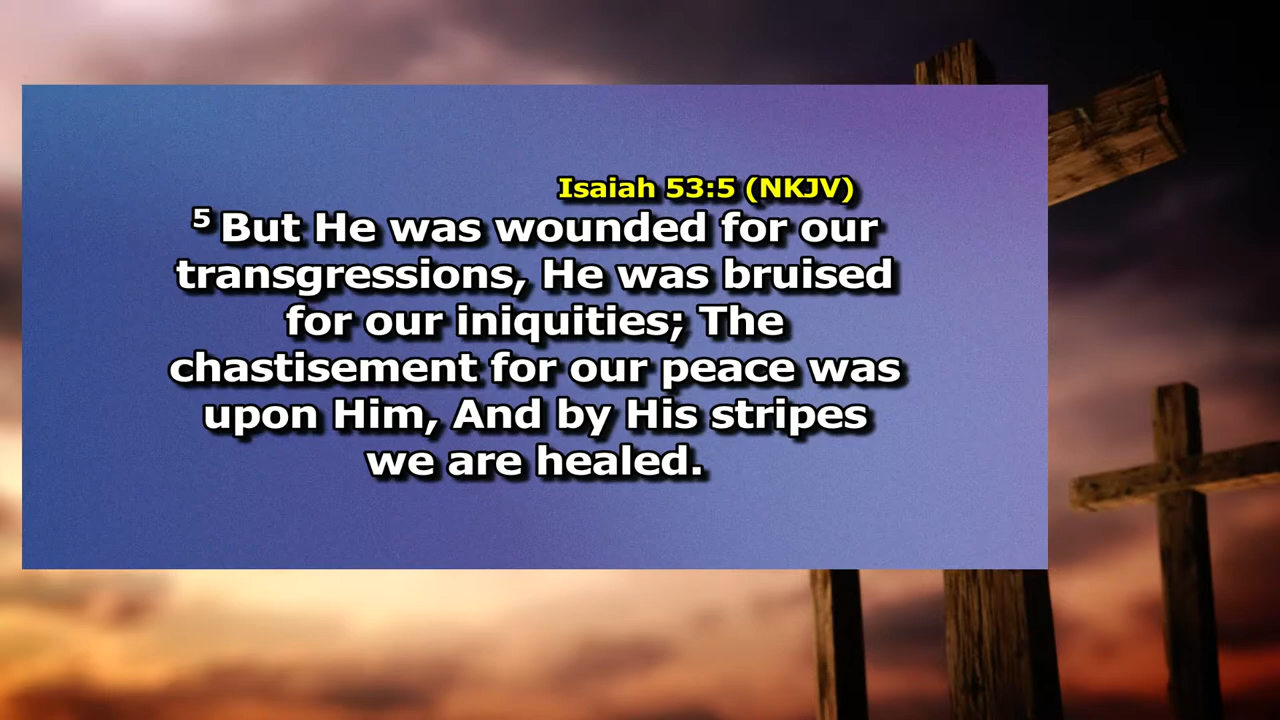 Isaiah 53:5 (NKJV)
5 But He was wounded for our
transgressions, He was bruised
for our iniquities; The
chastisement for our peace was
upon Him, And by His stripes
we are healed.